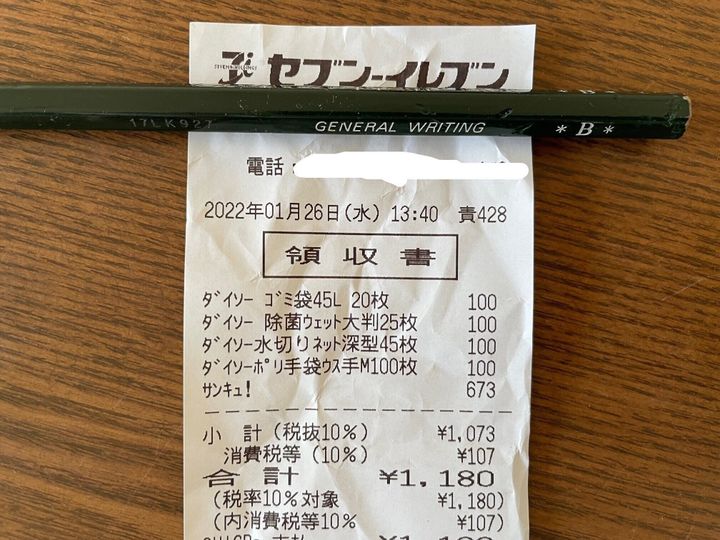 セブン-イレブン
17LK927 GENERAL WRITING * B *
電話:
2022年01月26日(水) 13:40 責428
領収書
ﾀﾞｲｿｰ ｺﾞﾐ袋45L 20枚 100
ﾀﾞｲｿｰ 除菌ｳｪｯﾄ大判25枚 100
ﾀﾞｲｿｰ水切りﾈｯﾄ深型45枚 100
ﾀﾞｲｿｰﾎﾟﾘ手袋ｳｽ手M100枚 100
ｻﾝｷｭ! 673
小 計 (税抜10%) ¥1,073
消費税等 (10%) ¥107
合 計 ¥1,180
(税率10%対象 ¥1,180)
(内消費税等10% ¥107)